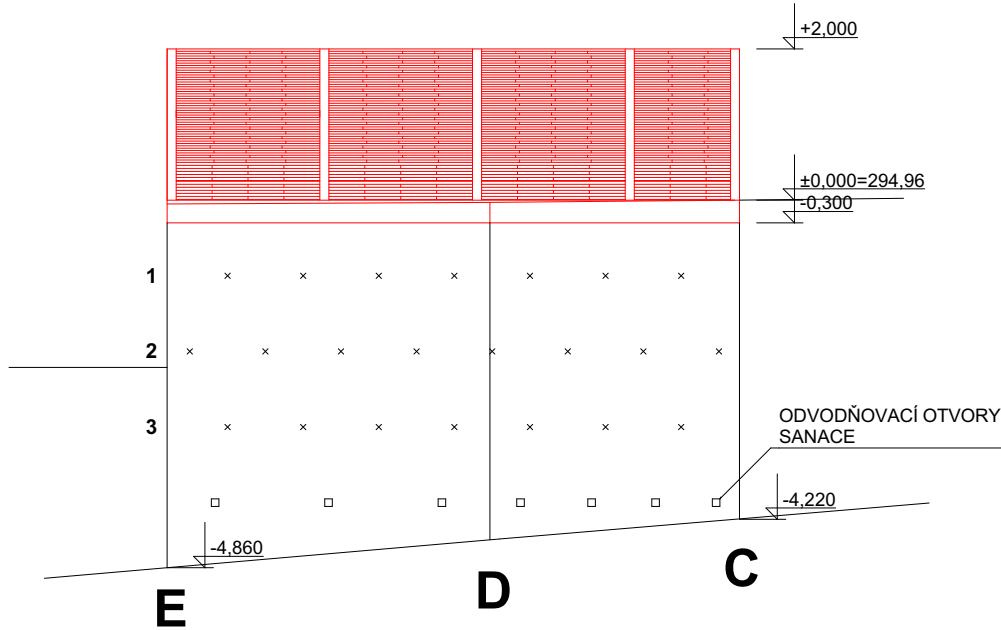 +2,000
±0,000=294,96
-0,300
1
2
3
ODVODŇOVACÍ OTVORY
SANACE
-4,220
-4,860
E
D
C